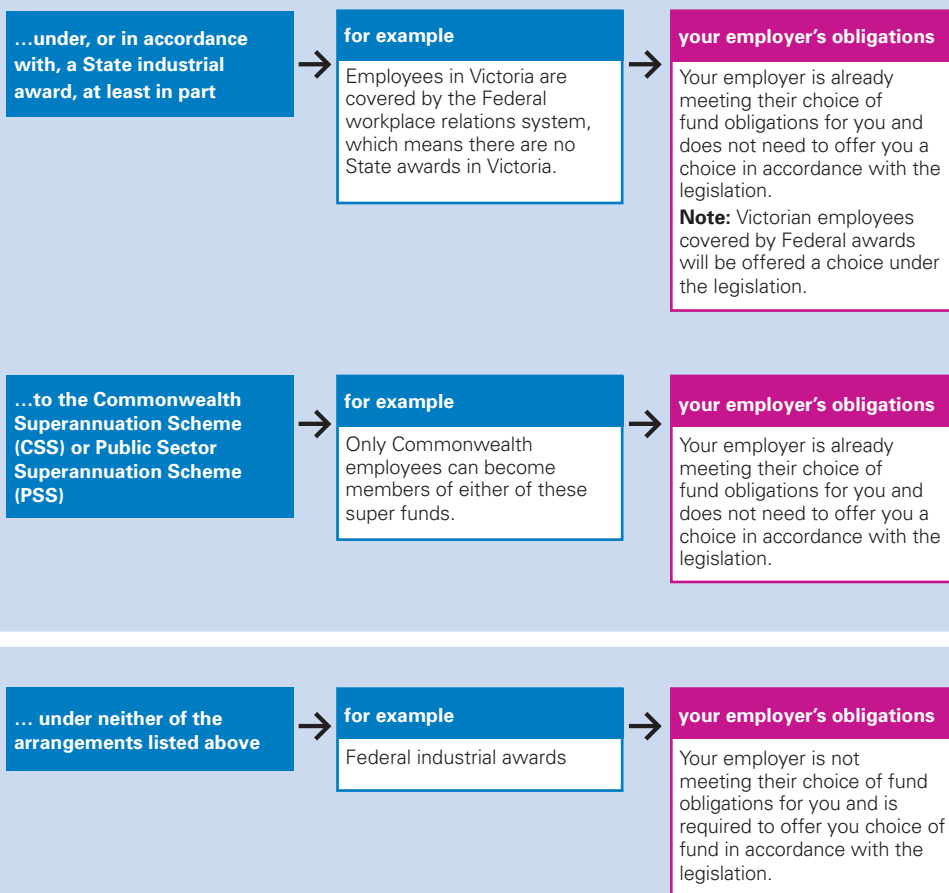 …under, or in accordance
with, a State industrial
award, at least in part
for example
Employees in Victoria are
covered by the Federal
workplace relations system,
which means there are no
State awards in Victoria.
your employer’s obligations
Your employer is already
meeting their choice of
fund obligations for you and
does not need to offer you a
choice in accordance with the
legislation.
Note: Victorian employees
covered by Federal awards
will be offered a choice under
the legislation.
…to the Commonwealth
Superannuation Scheme
(CSS) or Public Sector
Superannuation Scheme
(PSS)
for example
Only Commonwealth
employees can become
members of either of these
super funds.
your employer’s obligations
Your employer is already
meeting their choice of
fund obligations for you and
does not need to offer you a
choice in accordance with the
legislation.
… under neither of the
arrangements listed above
for example
Federal industrial awards
your employer’s obligations
Your employer is not
meeting their choice of fund
obligations for you and is
required to offer you choice of
fund in accordance with the
legislation.